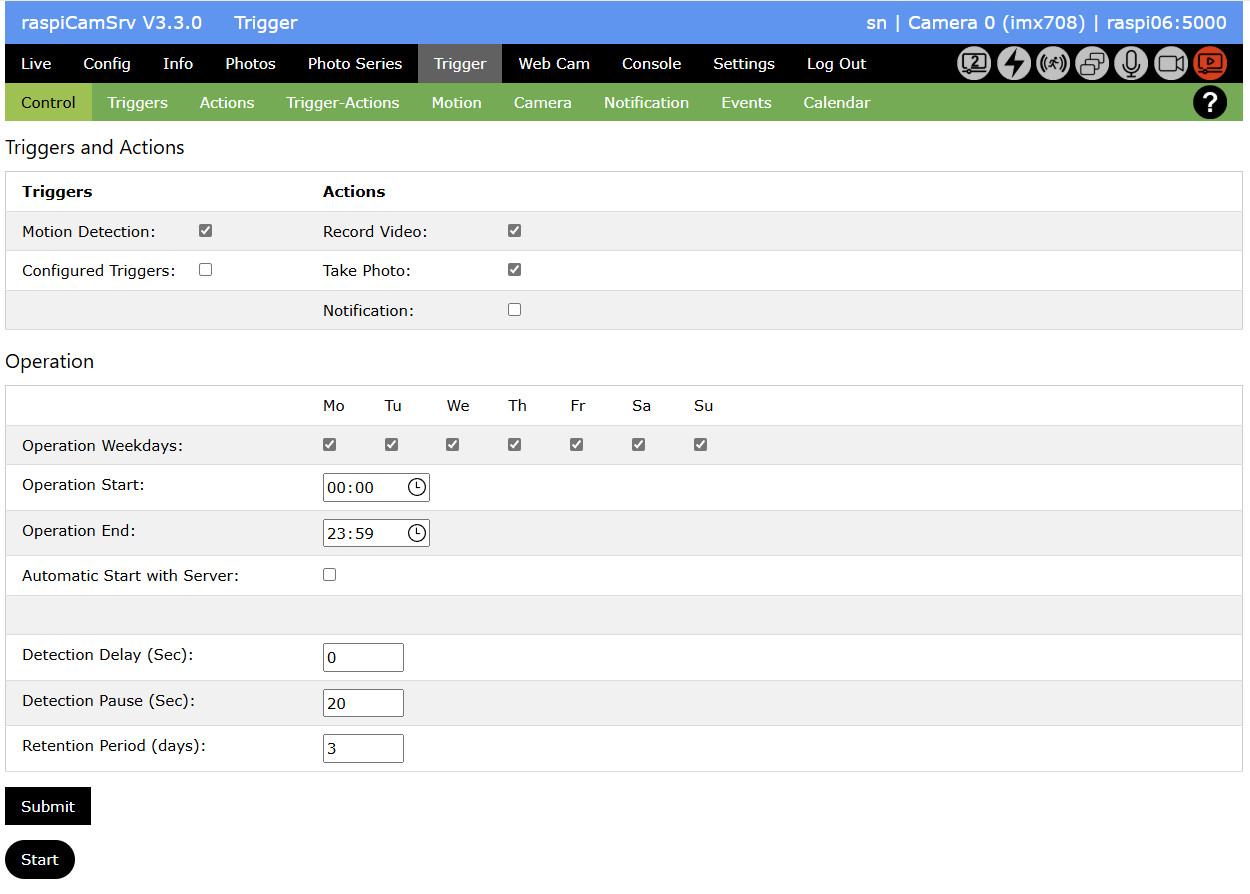 raspiCamSrv V3.3.0 Trigger sn | Camera 0 (imx708) | raspi06:5000
Live Config Info Photos Photo Series Trigger Web Cam Console Settings Log Out 2
Control Triggers Actions Trigger-Actions Motion Camera Notification Events Calendar ?
Triggers and Actions
Triggers Actions
Motion Detection: Record Video:
Configured Triggers: Take Photo:
Notification:
Operation
Mo Tu We Th Fr Sa Su
Operation Weekdays:
Operation Start: 00:00
Operation End: 23:59
Automatic Start with Server:
Detection Delay (Sec): 0
Detection Pause (Sec): 20
Retention Period (days): 3
Submit
Start